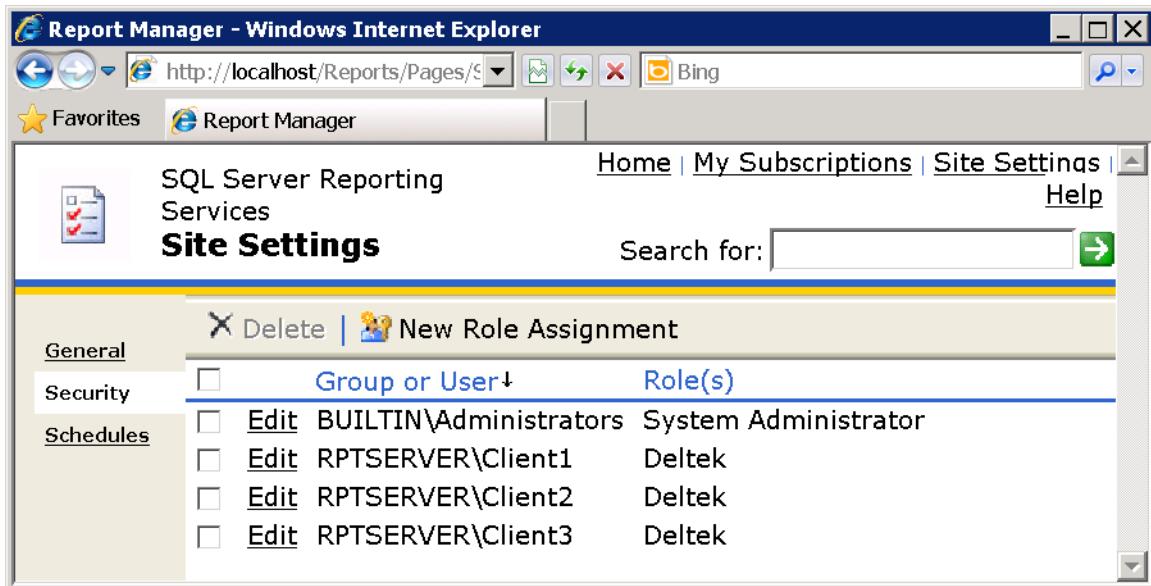 Report Manager - Windows Internet Explorer
http://localhost/Reports/Pages/S
Bing
Favorites
Report Manager
Home | My Subscriptions | Site Settings |
Help
SQL Server Reporting
Services
Site Settings
Search for:
Delete | New Role Assignment
General
Security
Schedules
Group or User↓ Role(s)
Edit BUILTIN\Administrators System Administrator
Edit RPTSERVER\Client1 Deltek
Edit RPTSERVER\Client2 Deltek
Edit RPTSERVER\Client3 Deltek